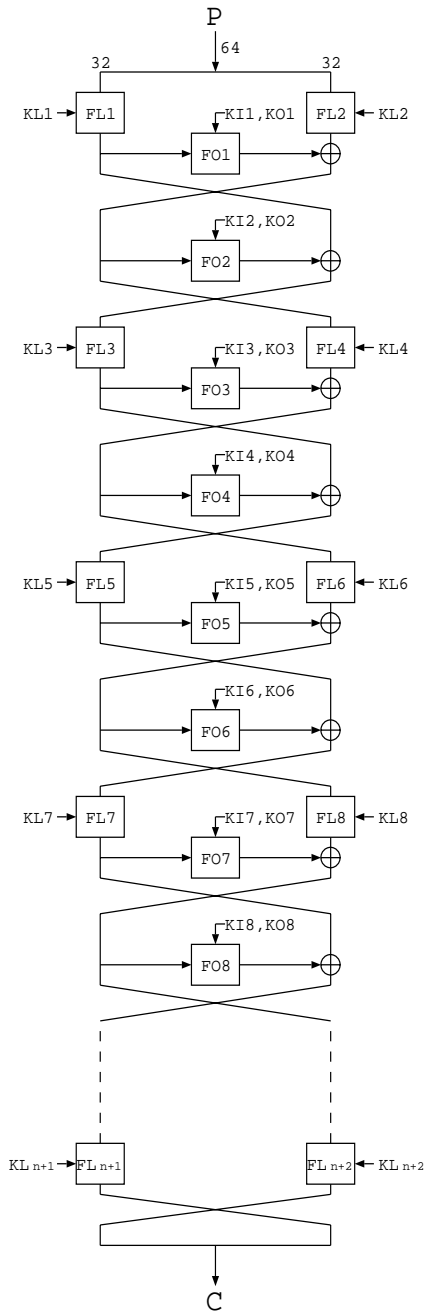 P
64
32 32
KL1 FL1 KI1,KO1 FL2 KL2
FO1
KI2,KO2
FO2
KL3 FL3 KI3,KO3 FL4 KL4
FO3
KI4,KO4
FO4
KL5 FL5 KI5,KO5 FL6 KL6
FO5
KI6,KO6
FO6
KL7 FL7 KI7,KO7 FL8 KL8
FO7
KI8,KO8
FO8
KL n+1 FL n+1 FL n+2 KL n+2
C